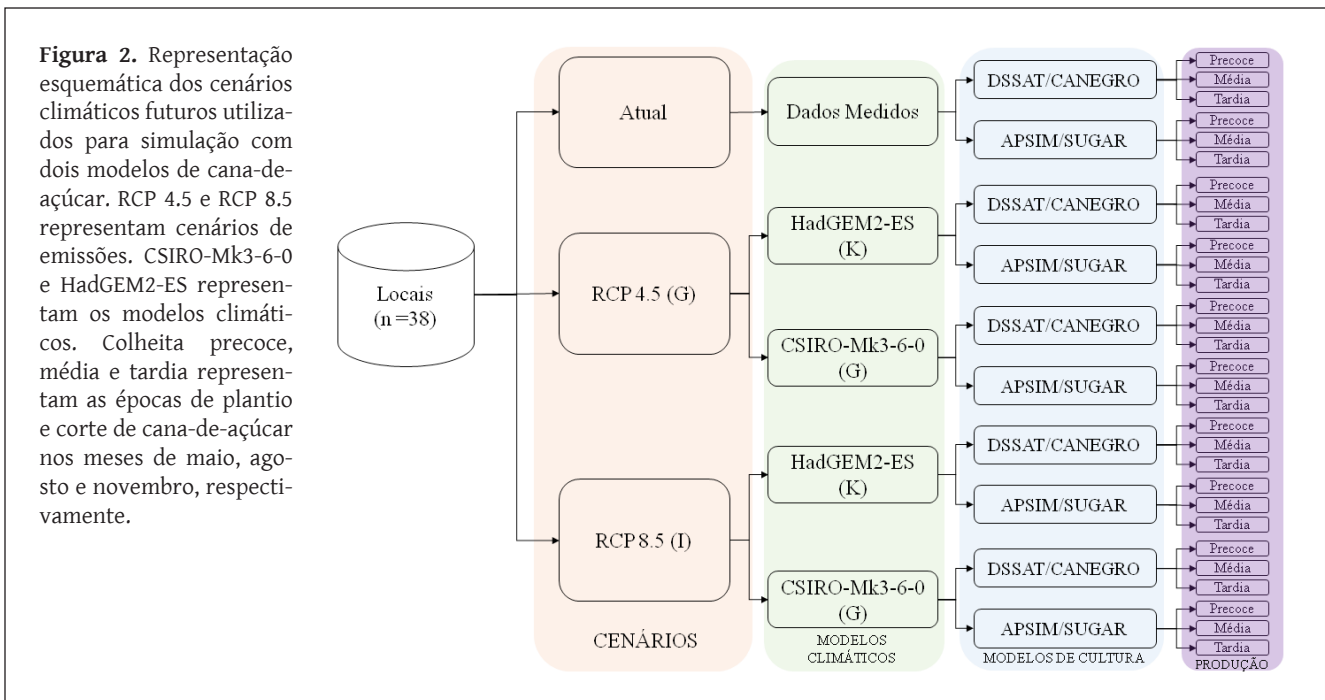 Figura 2. Representação
esquemática dos cenários
climáticos futuros utiliza-
dos para simulação com
dois modelos de cana-de-
açúcar. RCP 4.5 e RCP 8.5
representam cenários de
emissões. CSIRO-Mk3-6-0
e HadGEM2-ES represen-
tam os modelos climáti-
cos. Colheita precoce,
média e tardia represen-
tam as épocas de plantio
e corte de cana-de-açúcar
nos meses de maio, ago-
sto e novembro, respecti-
vamente.
Locais
(n =38)
Atual
RCP 4.5 (G)
RCP 8.5 (I)
CENÁRIOS
Dados Medidos
HadGEM2-ES
(K)
CSIRO-Mk3-6-0
(G)
HadGEM2-ES
(K)
CSIRO-Mk3-6-0
(G)
MODELOS
CLIMÁTICOS
DSSAT/CANEGRO
APSIM/SUGAR
DSSAT/CANEGRO
APSIM/SUGAR
DSSAT/CANEGRO
APSIM/SUGAR
DSSAT/CANEGRO
APSIM/SUGAR
DSSAT/CANEGRO
APSIM/SUGAR
MODELOS DE CULTURA
Precoce
Média
Tardia
Precoce
Média
Tardia
Precoce
Média
Tardia
Precoce
Média
Tardia
Precoce
Média
Tardia
Precoce
Média
Tardia
Precoce
Média
Tardia
Precoce
Média
Tardia
Precoce
Média
Tardia
Precoce
Média
Tardia
PRODUÇÃO